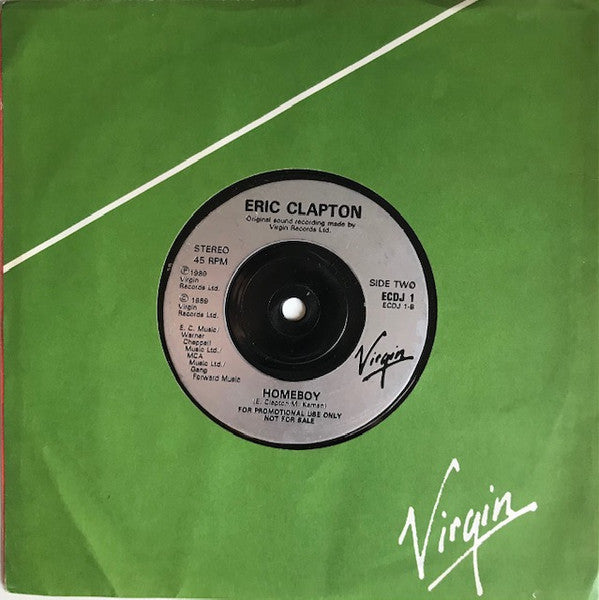 ERIC CLAPTON
Original sound recording made by
Virgin Records Ltd.
STEREO
45 RPM
℗ 1989
Virgin
Records Ltd.
© 1989
Virgin
Records Ltd.
E. C. Music/
Warner
Chappell
Music Ltd./
MCA
Music Ltd./
Gang
Forward Music
SIDE TWO
ECDJ 1
ECDJ 1-B
Virgin
HOMEBOY
(E. Clapton-M. Kamen)
FOR PROMOTIONAL USE ONLY
NOT FOR SALE
Virgin